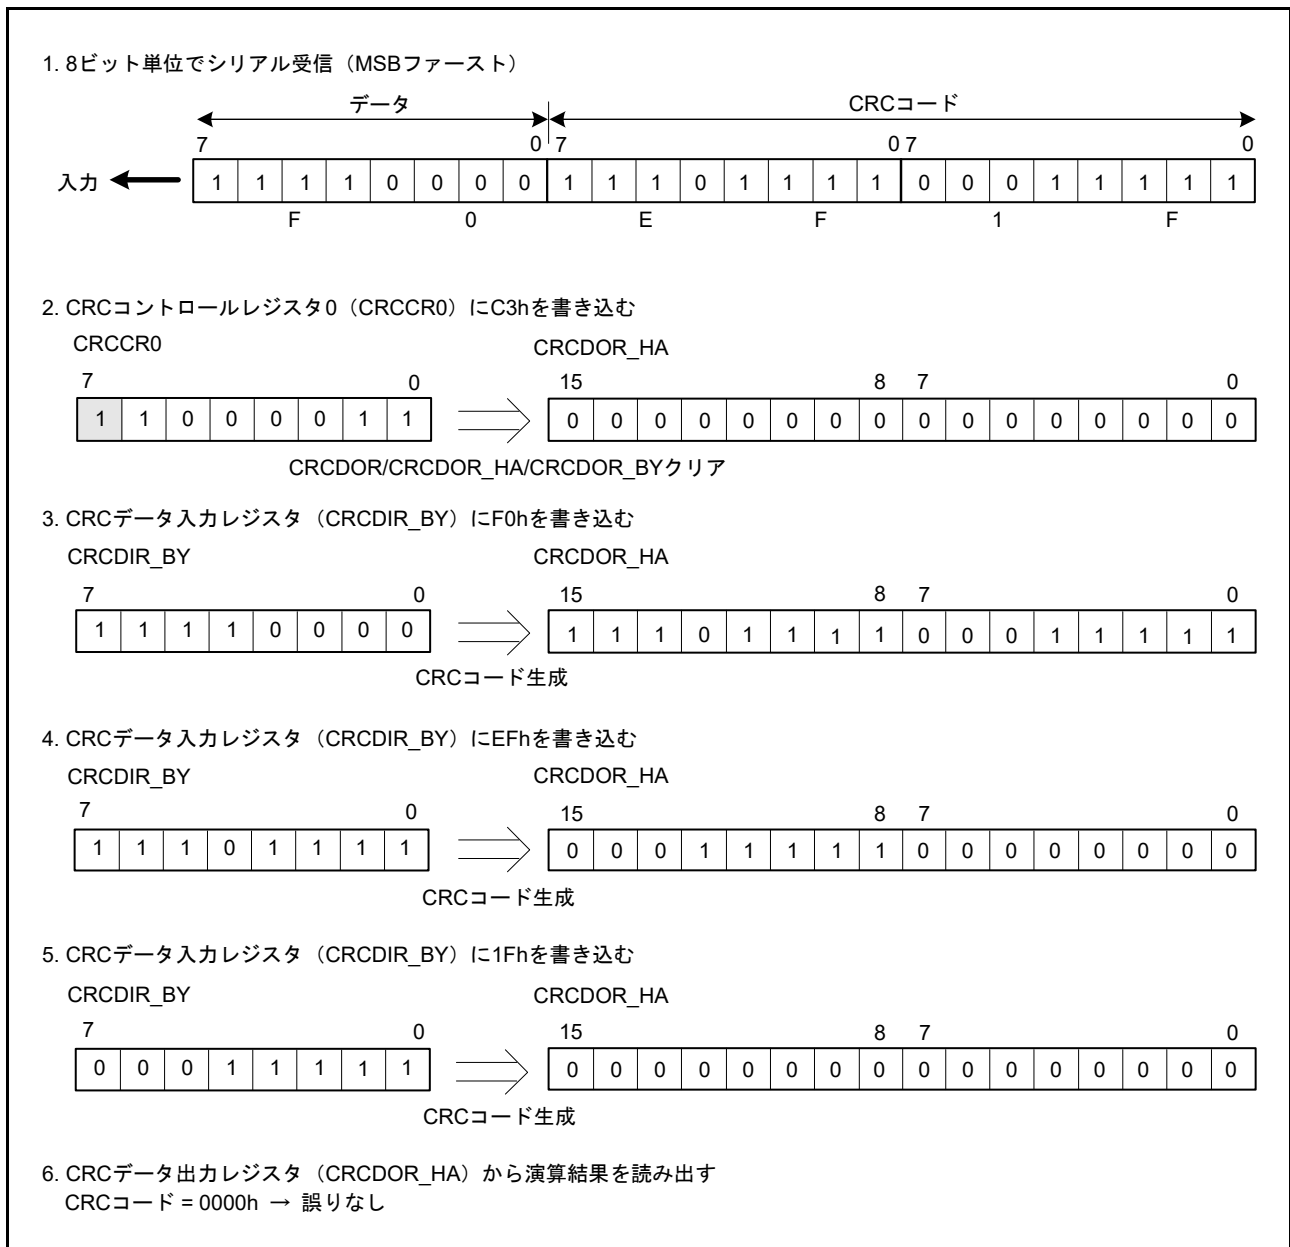 1. 8ビット単位でシリアル受信（MSBファースト）
データ CRCコード
7 0 7 0 7 0
入力 1 1 1 1 0 0 0 0 1 1 1 0 1 1 1 1 0 0 0 1 1 1 1 1
F 0 E F 1 F
2. CRCコントロールレジスタ0（CRCCR0）にC3hを書き込む
CRCCR0 CRCDOR_HA
7 0 15 8 7 0
1 1 0 0 0 0 1 1 0 0 0 0 0 0 0 0 0 0 0 0 0 0 0 0
CRCDOR/CRCDOR_HA/CRCDOR_BYクリア
3. CRCデータ入力レジスタ（CRCDIR_BY）にF0hを書き込む
CRCDIR_BY CRCDOR_HA
7 0 15 8 7 0
1 1 1 1 0 0 0 0 1 1 1 0 1 1 1 1 0 0 0 1 1 1 1 1
CRCコード生成
4. CRCデータ入力レジスタ（CRCDIR_BY）にEFhを書き込む
CRCDIR_BY CRCDOR_HA
7 0 15 8 7 0
1 1 1 0 1 1 1 1 0 0 0 1 1 1 1 1 0 0 0 0 0 0 0 0
CRCコード生成
5. CRCデータ入力レジスタ（CRCDIR_BY）に1Fhを書き込む
CRCDIR_BY CRCDOR_HA
7 0 15 8 7 0
0 0 0 1 1 1 1 1 0 0 0 0 0 0 0 0 0 0 0 0 0 0 0 0
CRCコード生成
6. CRCデータ出力レジスタ（CRCDOR_HA）から演算結果を読み出す
CRCコード = 0000h → 誤りなし